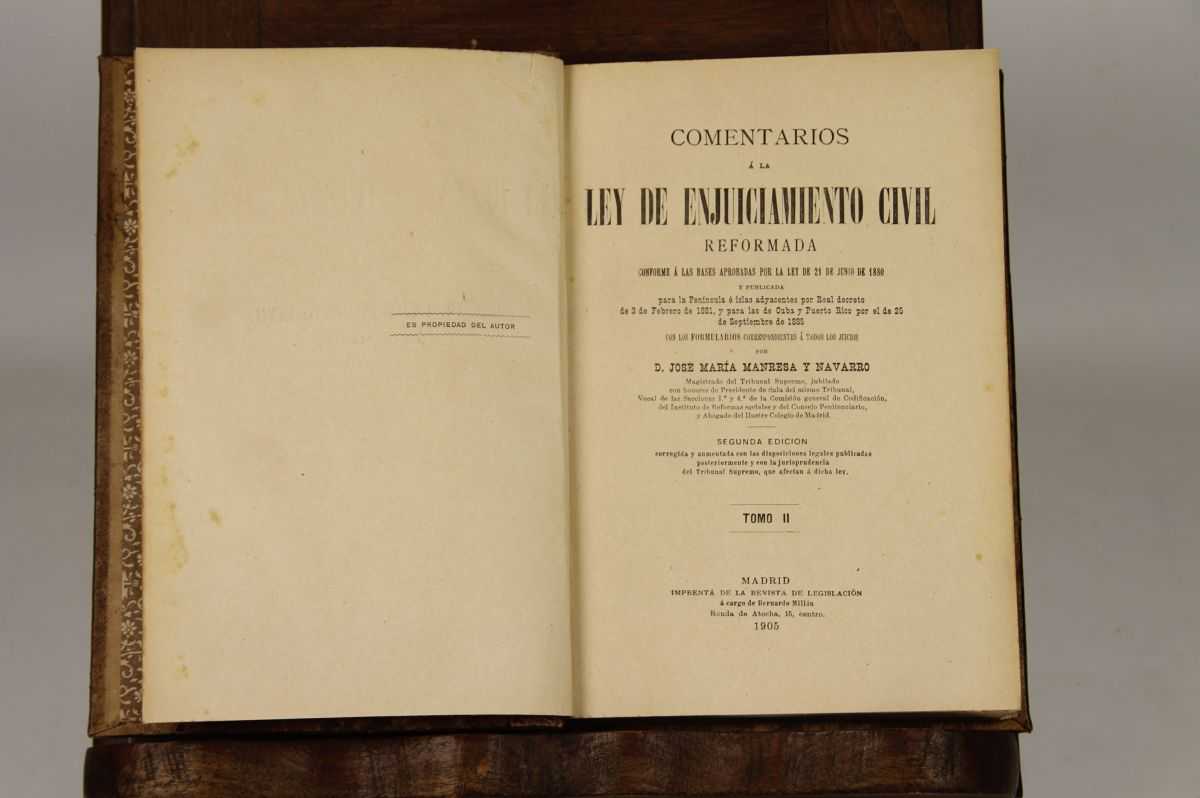 ES PROPIEDAD DEL AUTOR
COMENTARIOS
Á LA
LEY DE ENJUICIAMIENTO CIVIL
REFORMADA
CONFORME Á LAS BASES APROBADAS POR LA LEY DE 21 DE JUNIO DE 1880
Y PUBLICADA
para la Península é islas adyacentes por Real decreto
de 3 de Febrero de 1881, y para las de Cuba y Puerto Rico por el de 25
de Septiembre de 1885
CON LOS FORMULARIOS CORRESPONDIENTES Á TODOS LOS JUICIOS
POR
D. JOSÉ MARÍA MANRESA Y NAVARRO
Magistrado del Tribunal Supremo, jubilado
con honores de Presidente de Sala del mismo Tribunal,
Vocal de las Secciones 1.ª y 4.ª de la Comisión general de Codificación,
del Instituto de Reformas sociales y del Consejo Penitenciario,
y Abogado del Ilustre Colegio de Madrid.
SEGUNDA EDICION
corregida y aumentada con las disposiciones legales publicadas
posteriormente y con la jurisprudencia
del Tribunal Supremo, que afectan á dicha ley.
TOMO II
MADRID
IMPRENTA DE LA REVISTA DE LEGISLACIÓN
á cargo de Bernardo Millán
Ronda de Atocha, 15, centro.
1905